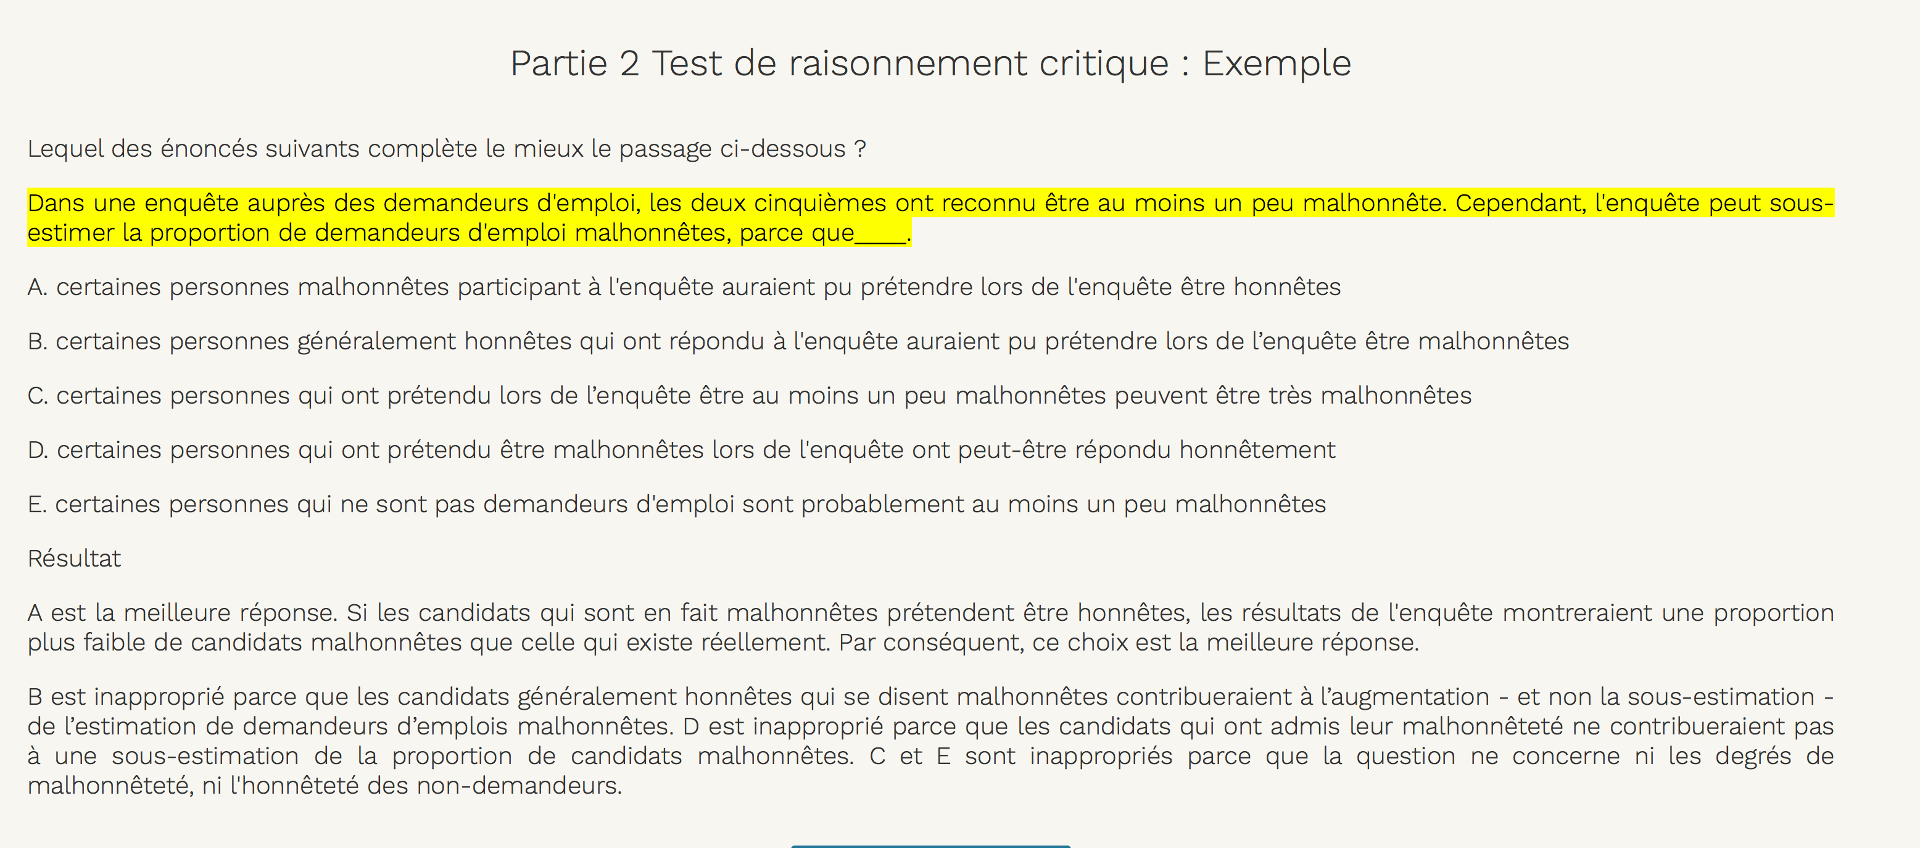 Partie 2 Test de raisonnement critique : Exemple
Lequel des énoncés suivants complète le mieux le passage ci-dessous ?
Dans une enquête auprès des demandeurs d'emploi, les deux cinquièmes ont reconnu être au moins un peu malhonnête. Cependant, l'enquête peut sous-
estimer la proportion de demandeurs d'emploi malhonnêtes, parce que____.
A. certaines personnes malhonnêtes participant à l'enquête auraient pu prétendre lors de l'enquête être honnêtes
B. certaines personnes généralement honnêtes qui ont répondu à l'enquête auraient pu prétendre lors de l’enquête être malhonnêtes
C. certaines personnes qui ont prétendu lors de l’enquête être au moins un peu malhonnêtes peuvent être très malhonnêtes
D. certaines personnes qui ont prétendu être malhonnêtes lors de l'enquête ont peut-être répondu honnêtement
E. certaines personnes qui ne sont pas demandeurs d'emploi sont probablement au moins un peu malhonnêtes
Résultat
A est la meilleure réponse. Si les candidats qui sont en fait malhonnêtes prétendent être honnêtes, les résultats de l'enquête montreraient une proportion
plus faible de candidats malhonnêtes que celle qui existe réellement. Par conséquent, ce choix est la meilleure réponse.
B est inapproprié parce que les candidats généralement honnêtes qui se disent malhonnêtes contribueraient à l’augmentation - et non la sous-estimation -
de l’estimation de demandeurs d’emplois malhonnêtes. D est inapproprié parce que les candidats qui ont admis leur malhonnêteté ne contribueraient pas
à une sous-estimation de la proportion de candidats malhonnêtes. C et E sont inappropriés parce que la question ne concerne ni les degrés de
malhonnêteté, ni l'honnêteté des non-demandeurs.